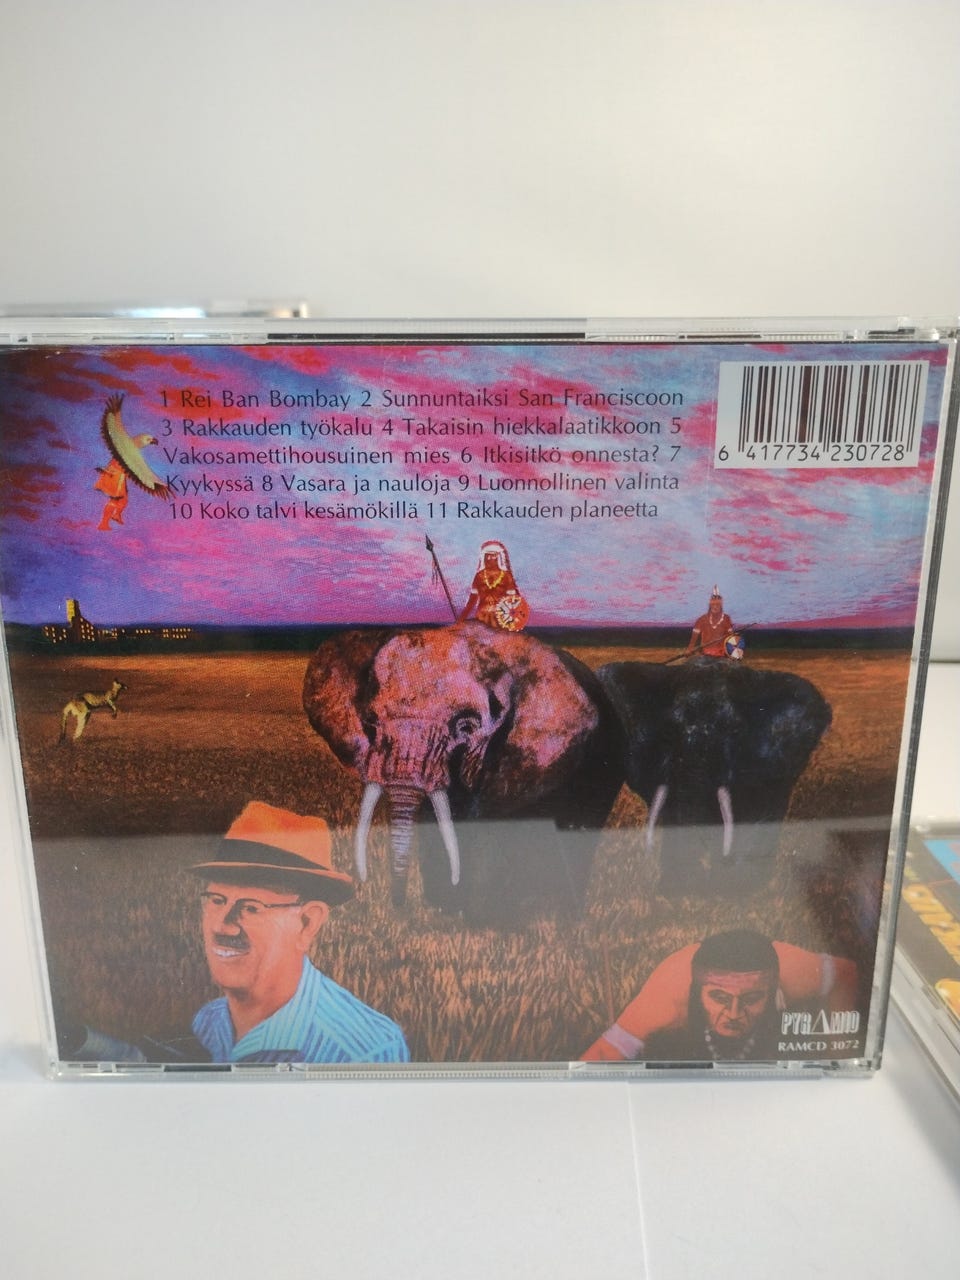 1 Rei Ban Bombay 2 Sunnuntaiksi San Franciscoon
3 Rakkauden työkalu 4 Takaisin hiekkalaatikkoon 5
Vakosamettihousuinen mies 6 Itkisitkö onnesta? 7
Kyykyssä 8 Vasara ja nauloja 9 Luonnollinen valinta
10 Koko talvi kesämökillä 11 Rakkauden planeetta
6 417734 230728
PYRAMID
RAMCD 3072